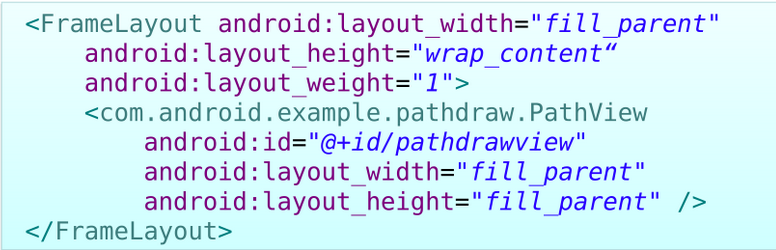 <FrameLayout android:layout_width="fill_parent"
    android:layout_height="wrap_content“
    android:layout_weight="1">
    <com.android.example.pathdraw.PathView
        android:id="@+id/pathdrawview"
        android:layout_width="fill_parent"
        android:layout_height="fill_parent" />
</FrameLayout>